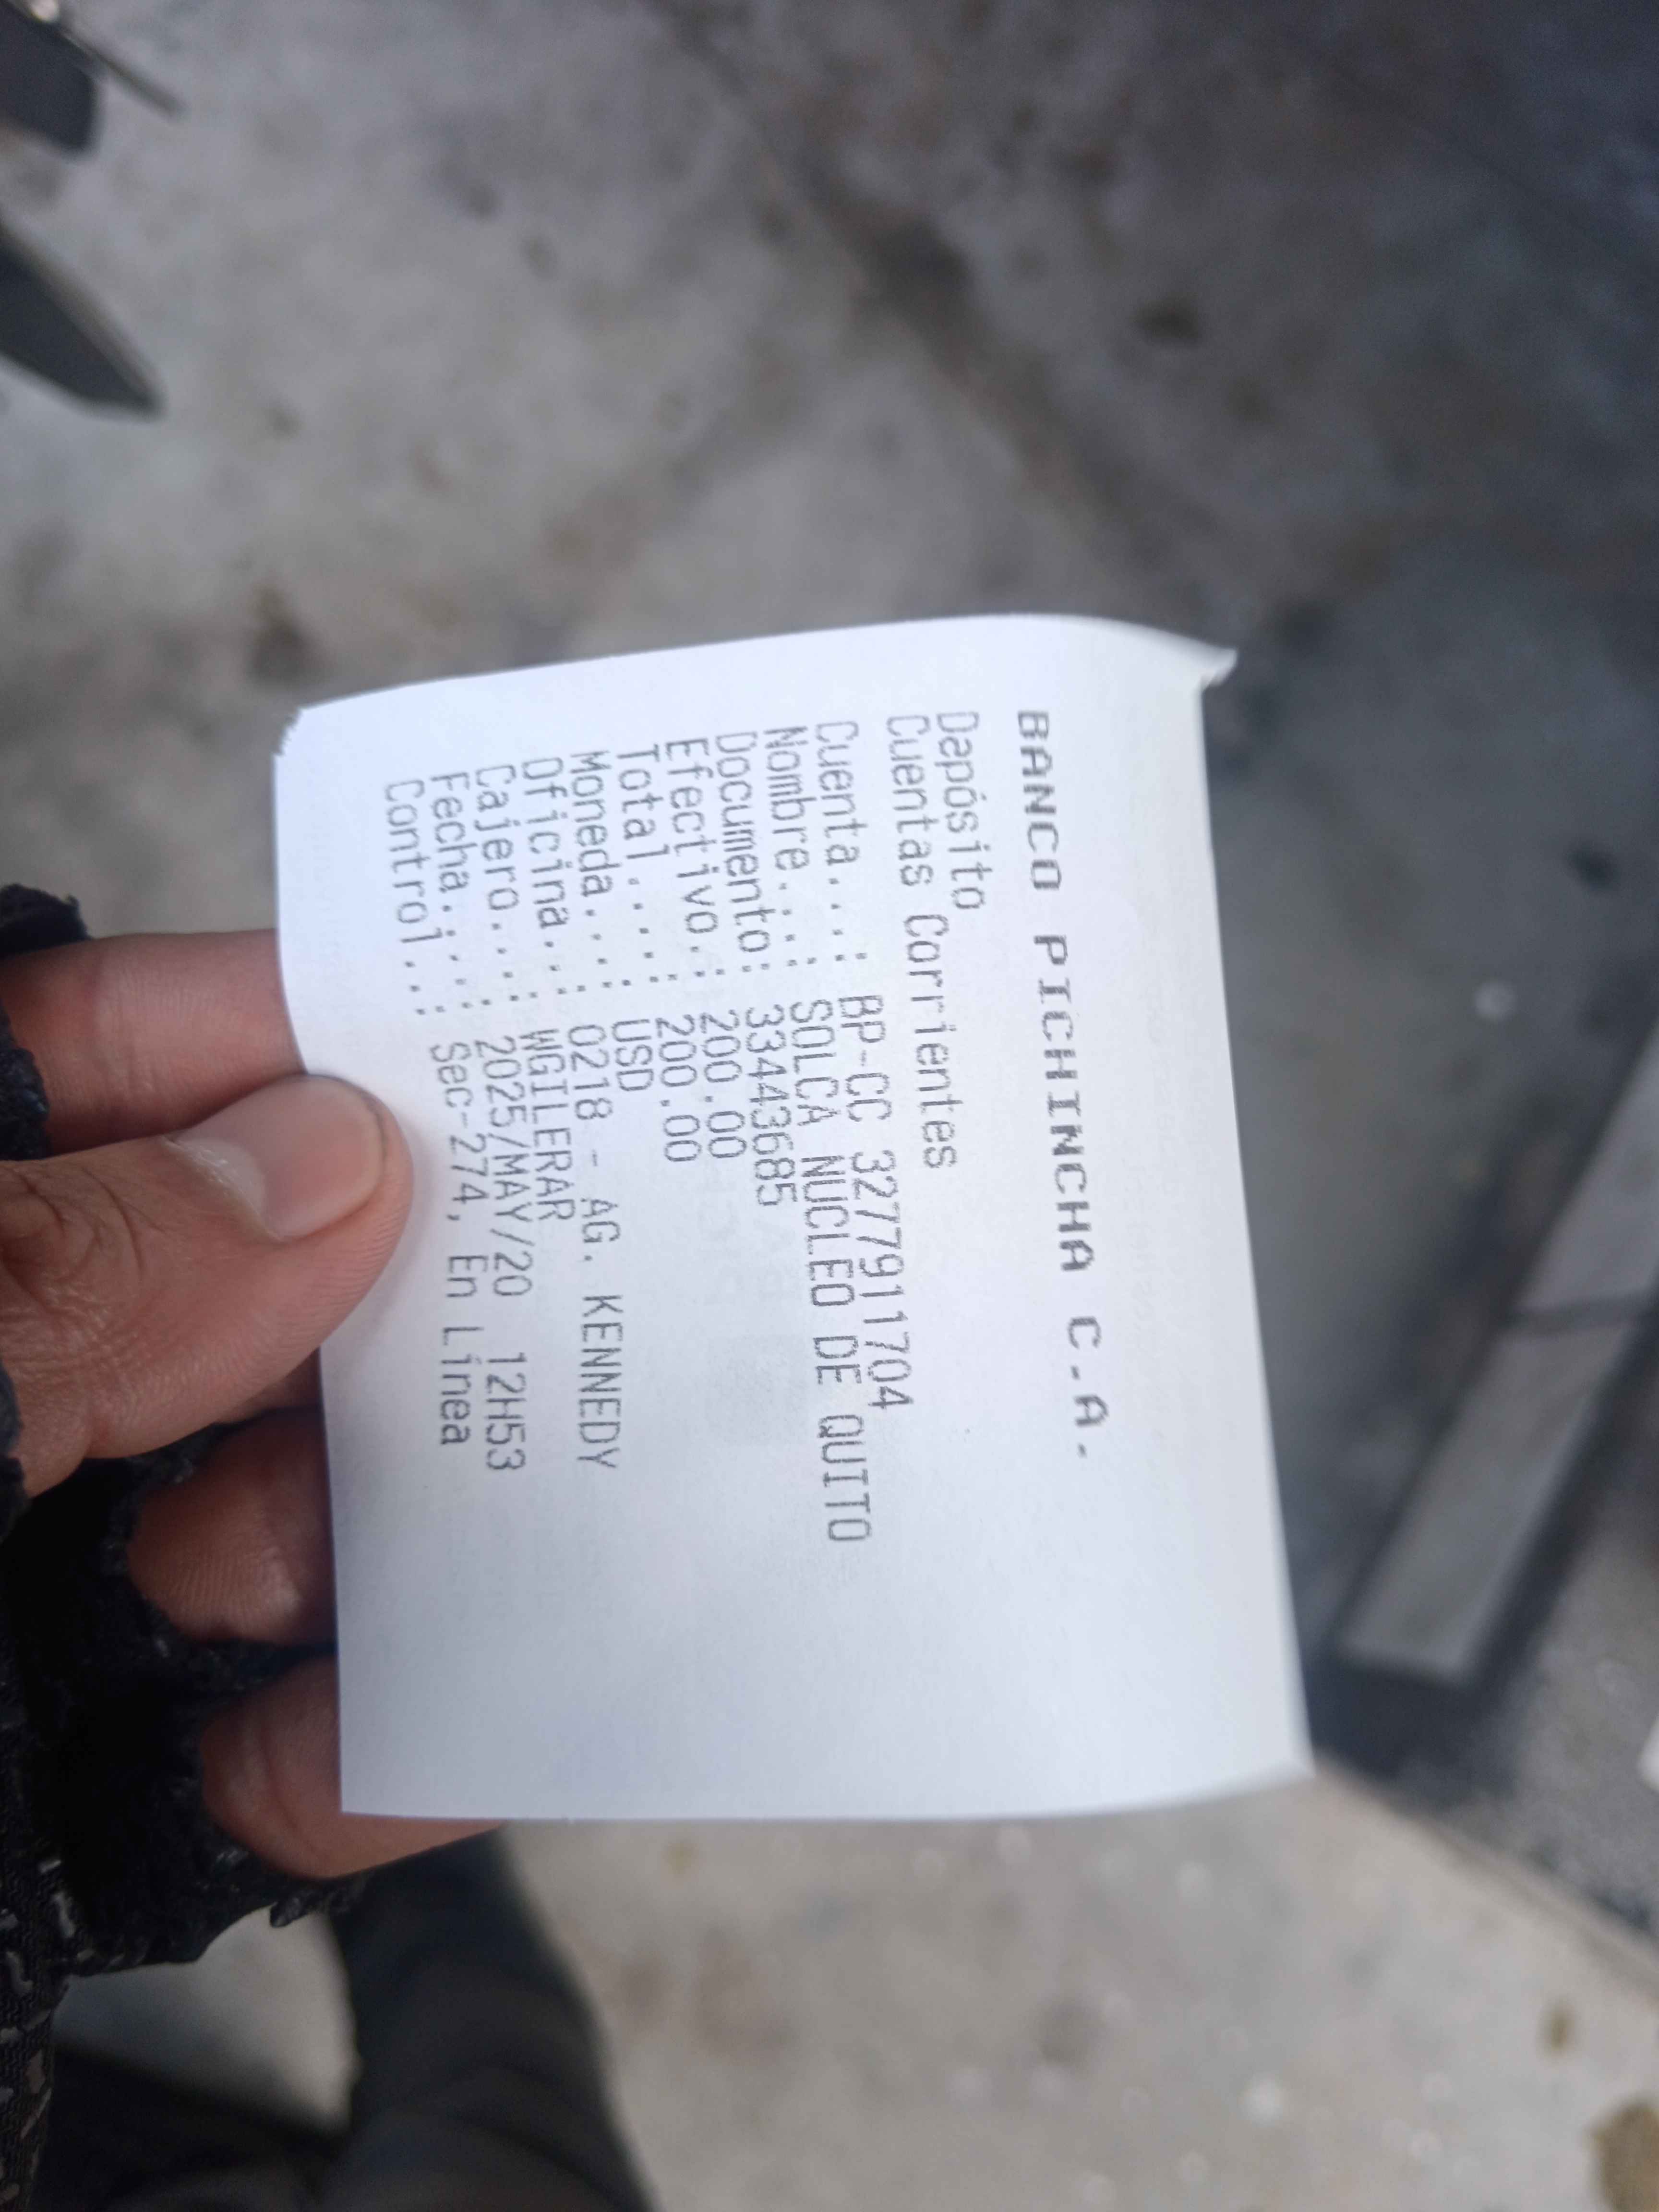 BANCO PICHINCHA C.A.
Depósito
Cuentas Corrientes
Cuenta...: BP-CC 3277911704
Nombre...: SOLCA NUCLEO DE QUITO
Documento: 334443685
Efectivo.: 200.00
Total....: 200.00
Moneda...: USD
Oficina..: 0218 - AG. KENNEDY
Cajero...: WGILERAR
Fecha....: 2025/MAY/20 12H53
Control..: Sec-274, En Línea